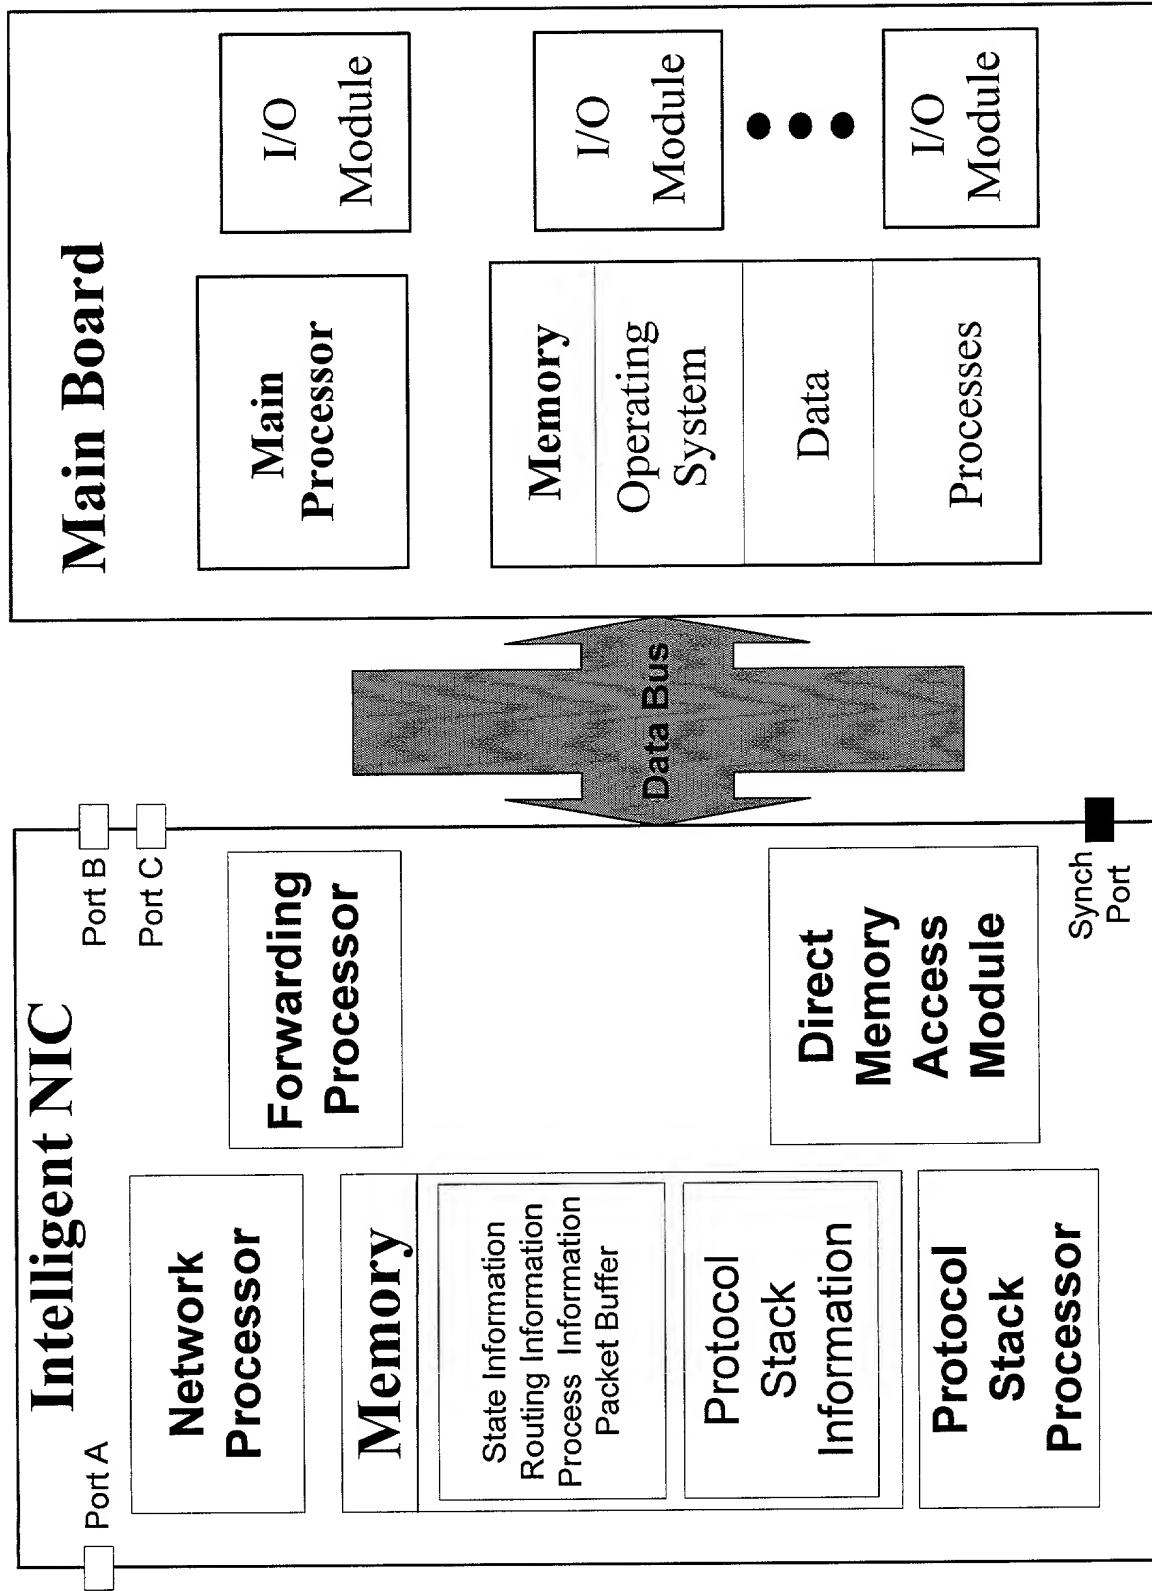 Intelligent NIC
Port A
Port B
Port C
Network
Processor
Forwarding
Processor
Memory
State Information
Routing Information
Process Information
Packet Buffer
Protocol
Stack
Information
Direct
Memory
Access
Module
Protocol
Stack
Processor
Synch
Port
Data Bus
Main Board
Main
Processor
I/O
Module
Memory
Operating
System
Data
Processes
I/O
Module
I/O
Module